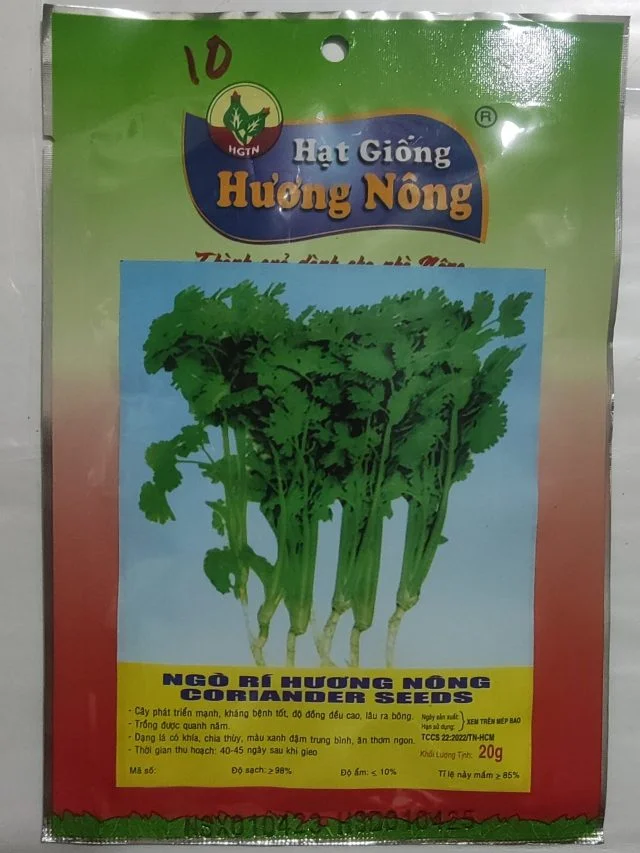 10
HGTN
®
Hạt Giống
Hương Nông
NGÒ RÍ HƯƠNG NÔNG
CORIANDER SEEDS
- Cây phát triển mạnh, kháng bệnh tốt, độ đồng đều cao, lâu ra bông.
- Trồng được quanh năm.
- Dạng lá có khía, chia thùy, màu xanh đậm trung bình, ăn thơm ngon.
- Thời gian thu hoạch: 40-45 ngày sau khi gieo
Ngày sản xuất:
Hạn sử dụng:
XEM TRÊN MÉP BAO
TCCS 22:2022/TN-HCM
Khối Lượng Tịnh: 20g
Mã số:
Độ sạch: ≥ 98%
Độ ẩm: ≤ 10%
Tỉ lệ nảy mầm ≥ 85%
NSX010423 HSD010425